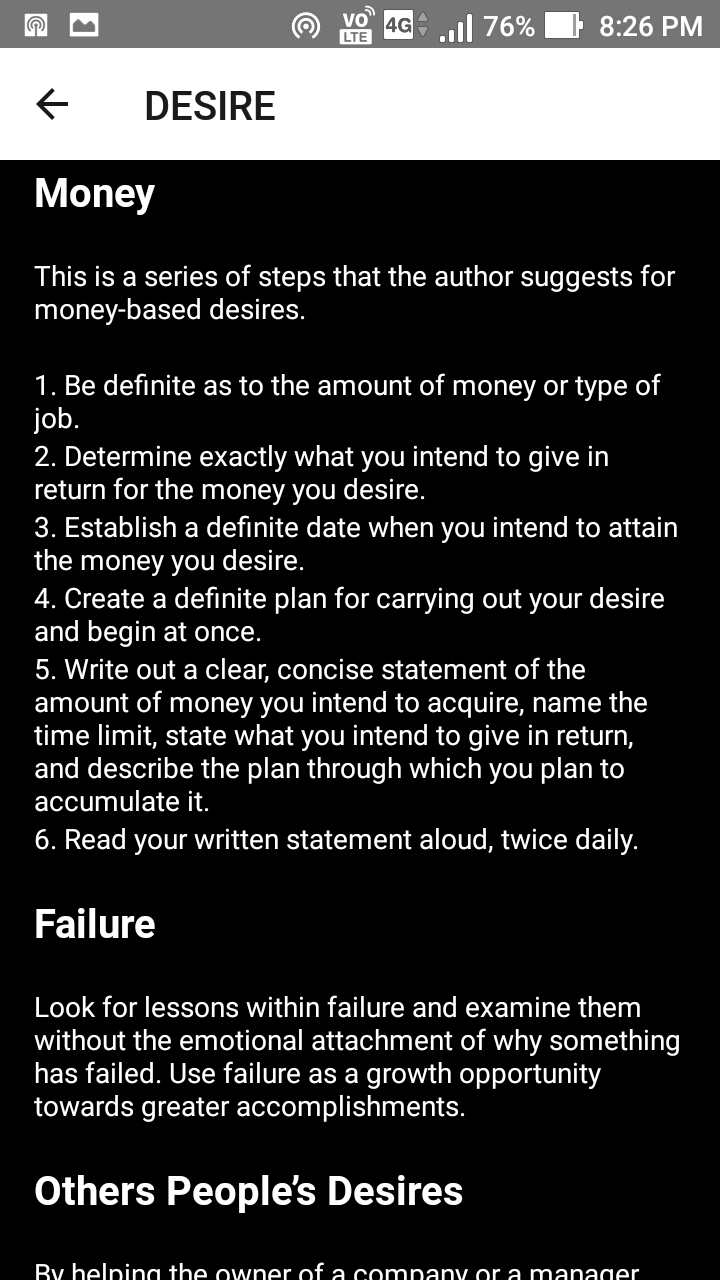 VO LTE 4G 76% 8:26 PM
DESIRE
Money
This is a series of steps that the author suggests for
money-based desires.
1. Be definite as to the amount of money or type of
job.
2. Determine exactly what you intend to give in
return for the money you desire.
3. Establish a definite date when you intend to attain
the money you desire.
4. Create a definite plan for carrying out your desire
and begin at once.
5. Write out a clear, concise statement of the
amount of money you intend to acquire, name the
time limit, state what you intend to give in return,
and describe the plan through which you plan to
accumulate it.
6. Read your written statement aloud, twice daily.
Failure
Look for lessons within failure and examine them
without the emotional attachment of why something
has failed. Use failure as a growth opportunity
towards greater accomplishments.
Others People’s Desires
By helping the owner of a company or a manager